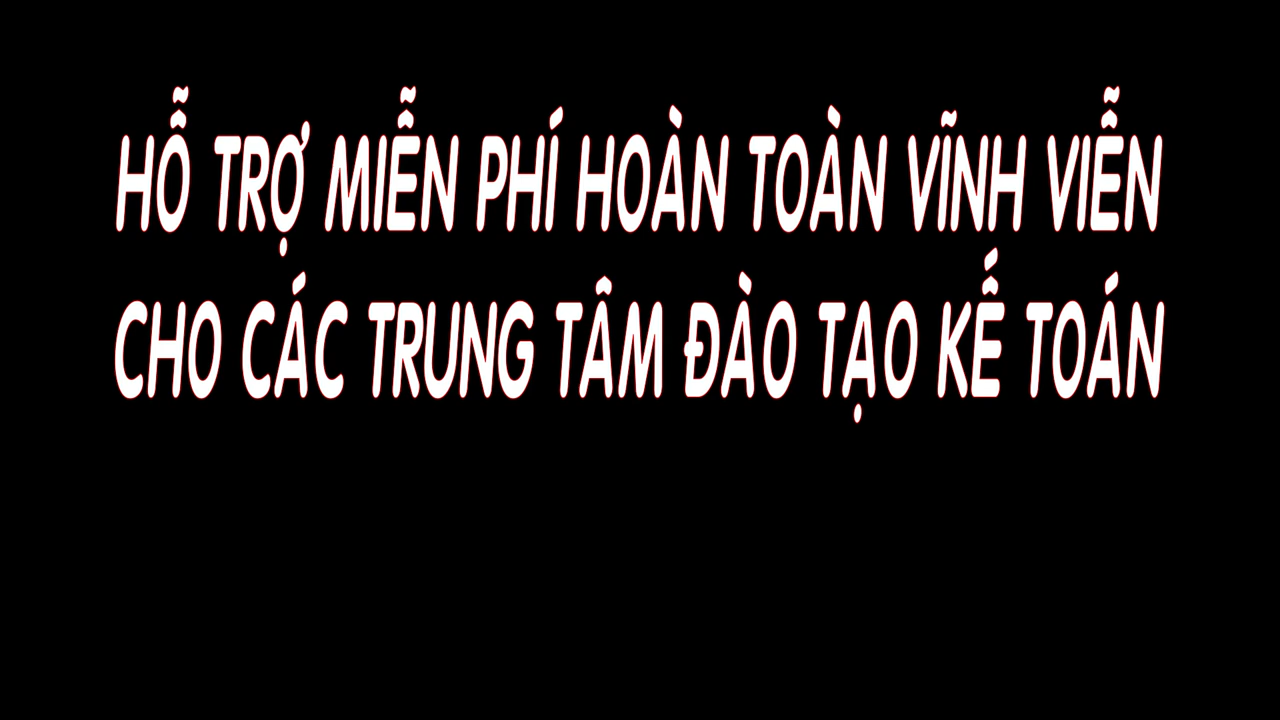 HỖ TRỢ MIỄN PHÍ HOÀN TOÀN VĨNH VIỄN
CHO CÁC TRUNG TÂM ĐÀO TẠO KẾ TOÁN